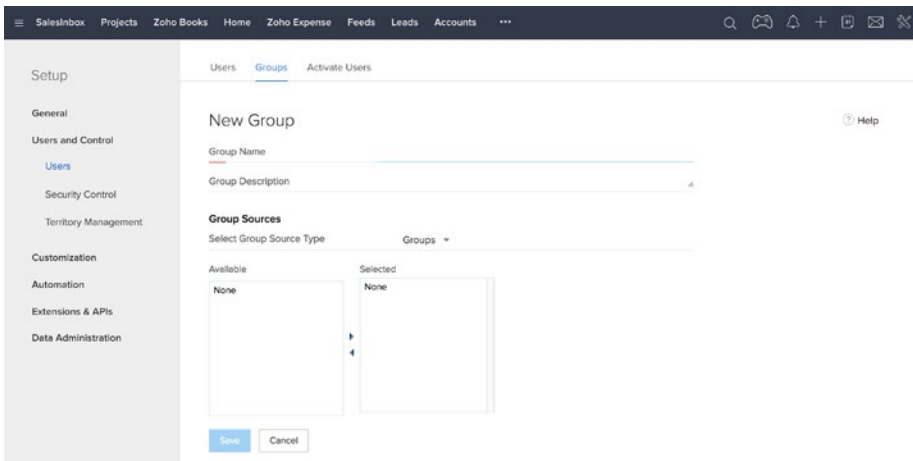 SalesInbox Projects Zoho Books Home Zoho Expense Feeds Leads Accounts •••
Setup
General
Users and Control
Users
Security Control
Territory Management
Customization
Automation
Extensions & APIs
Data Administration
Users Groups Activate Users
New Group
? Help
Group Name
Group Description
Group Sources
Select Group Source Type Groups
Available Selected
None None
Save Cancel